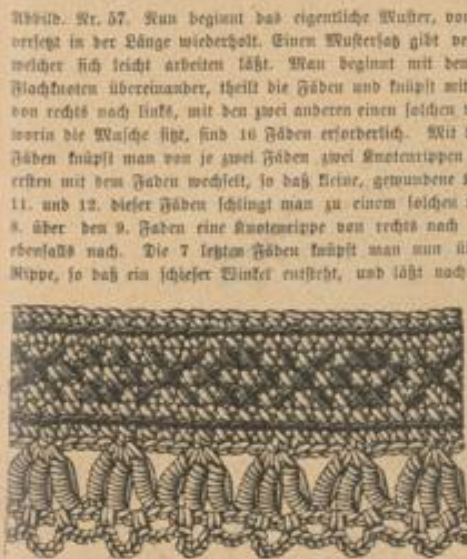 Abbild. Nr. 57. Nun beginnt das eigentliche Muster, vo
versetzt in der Länge wiederholt. Einen Mustersatz gibt
welcher sich leicht arbeiten läßt. Man beginnt mit de
Flachknoten übereinander, theilt die Fäden und knüpft mit
von rechts nach links, mit den zwei anderen einen solchen
worin die Masche sitzt, sind 16 Fäden erforderlich. Mit
Fäden knüpft man von je zwei Fäden zwei Knotenrippen
ersten mit dem Faden wechselt, so daß kleine, gewundene
11. und 12. dieser Fäden schlingt man zu einem solchen
8. über den 9. Faden eine Knotenrippe von rechts nach
ebenfalls nach. Die 7 letzten Fäden knüpft man nun ü
Rippe, so daß ein schiefer Winkel entsteht, und läßt noch